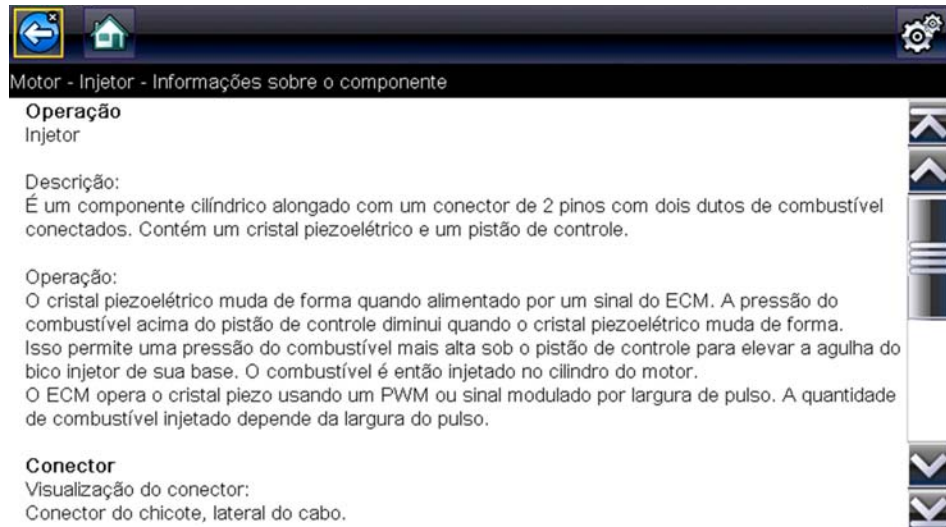 Motor - Injetor - Informações sobre o componente
Operação
Injetor
Descrição:
É um componente cilíndrico alongado com um conector de 2 pinos com dois dutos de combustível
conectados. Contém um cristal piezoelétrico e um pistão de controle.
Operação:
O cristal piezoelétrico muda de forma quando alimentado por um sinal do ECM. A pressão do
combustível acima do pistão de controle diminui quando o cristal piezoelétrico muda de forma.
Isso permite uma pressão do combustível mais alta sob o pistão de controle para elevar a agulha do
bico injetor de sua base. O combustível é então injetado no cilindro do motor.
O ECM opera o cristal piezo usando um PWM ou sinal modulado por largura de pulso. A quantidade
de combustível injetado depende da largura do pulso.
Conector
Visualização do conector:
Conector do chicote, lateral do cabo.